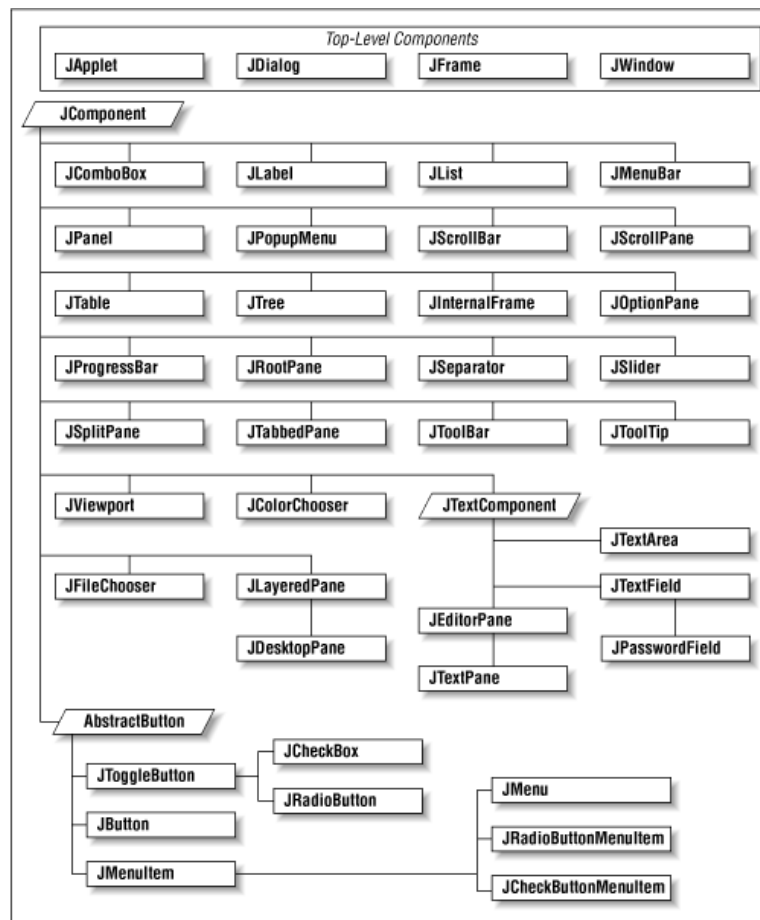 Top-Level Components
JApplet JDialog JFrame JWindow
JComponent
JComboBox JLabel JList JMenuBar
JPanel JPopupMenu JScrollBar JScrollPane
JTable JTree JInternalFrame JOptionPane
JProgressBar JRootPane JSeparator JSlider
JSplitPane JTabbedPane JToolBar JToolTip
JViewport JColorChooser JTextComponent
JTextArea
JFileChooser JLayeredPane JTextField
JEditorPane
JDesktopPane JPasswordField
JTextPane
AbstractButton
JCheckBox
JToggleButton
JMenu
JRadioButton
JButton
JRadioButtonMenuItem
JMenuItem
JCheckButtonMenuItem